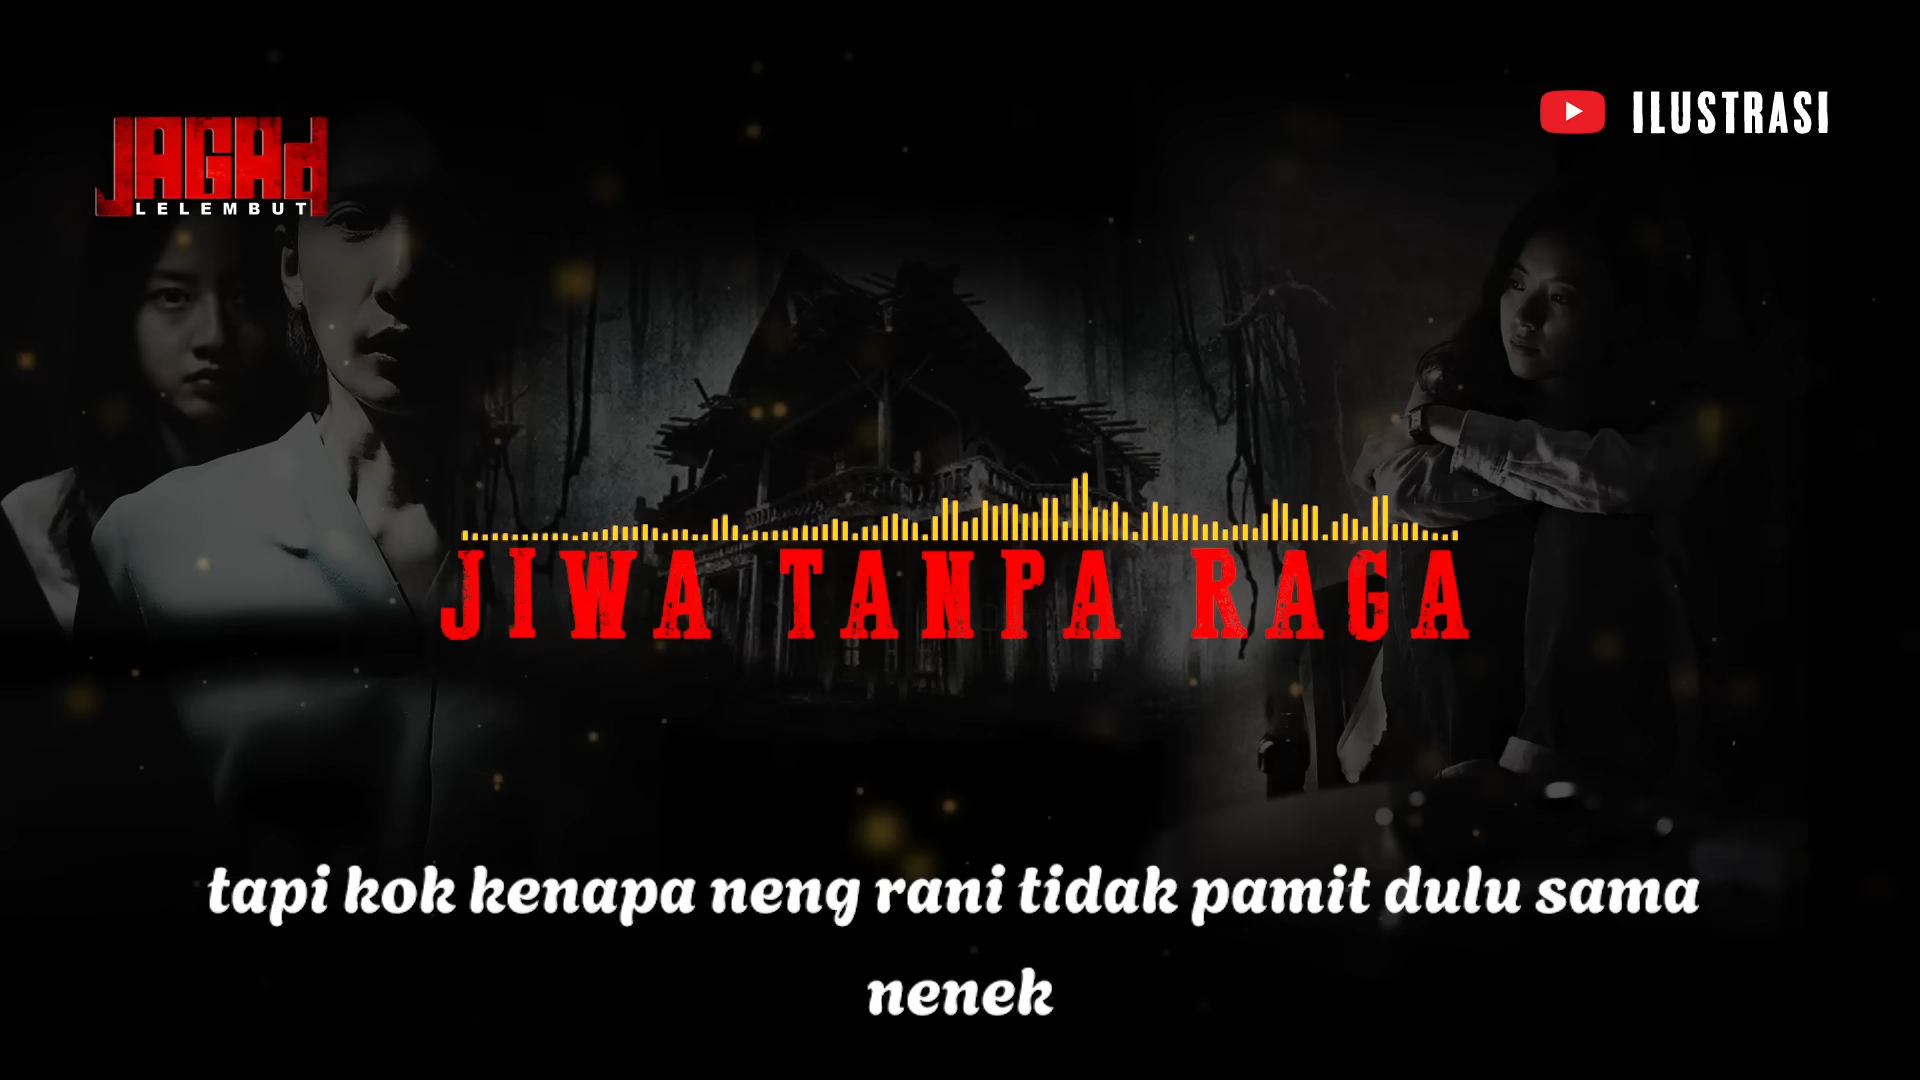 JAGAd
LELEMBUT
ILUSTRASI
JIWA TANPA RAGA
tapi kok kenapa neng rani tidak pamit dulu sama
nenek